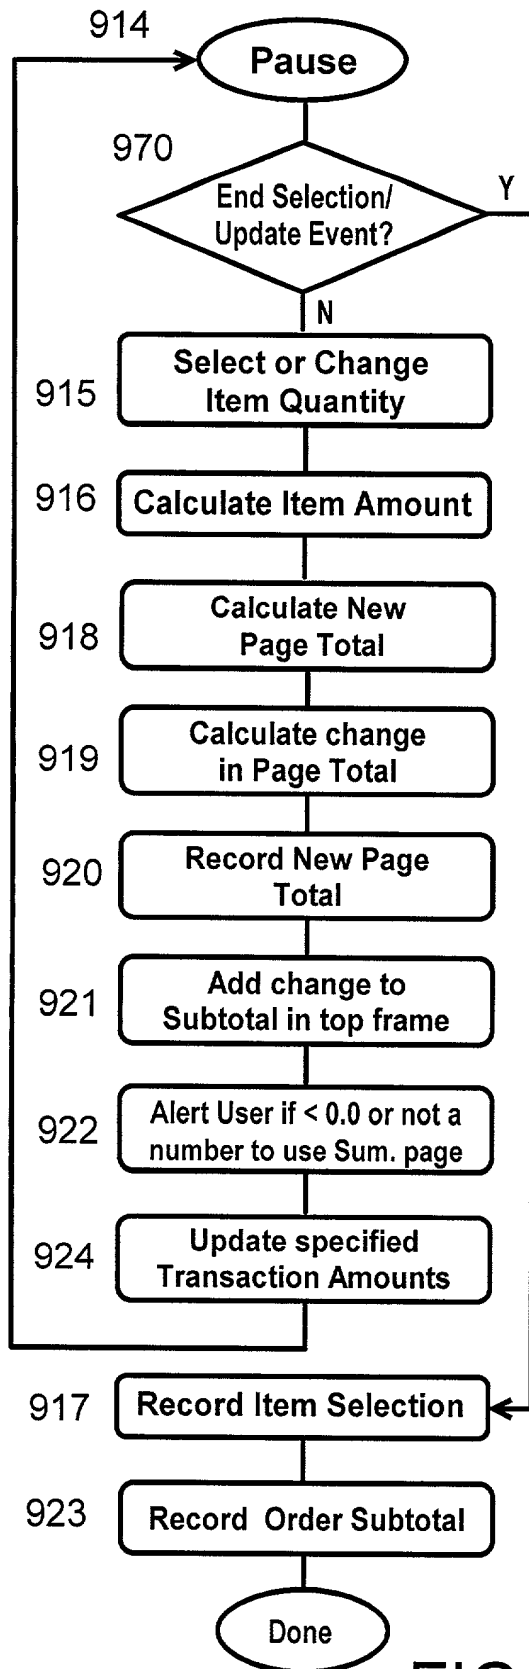 914
Pause
970
End Selection/
Update Event?
Y
N
915
Select or Change
Item Quantity
916
Calculate Item Amount
918
Calculate New
Page Total
919
Calculate change
in Page Total
920
Record New Page
Total
921
Add change to
Subtotal in top frame
922
Alert User if < 0.0 or not a
number to use Sum. page
924
Update specified
Transaction Amounts
917
Record Item Selection
923
Record Order Subtotal
Done